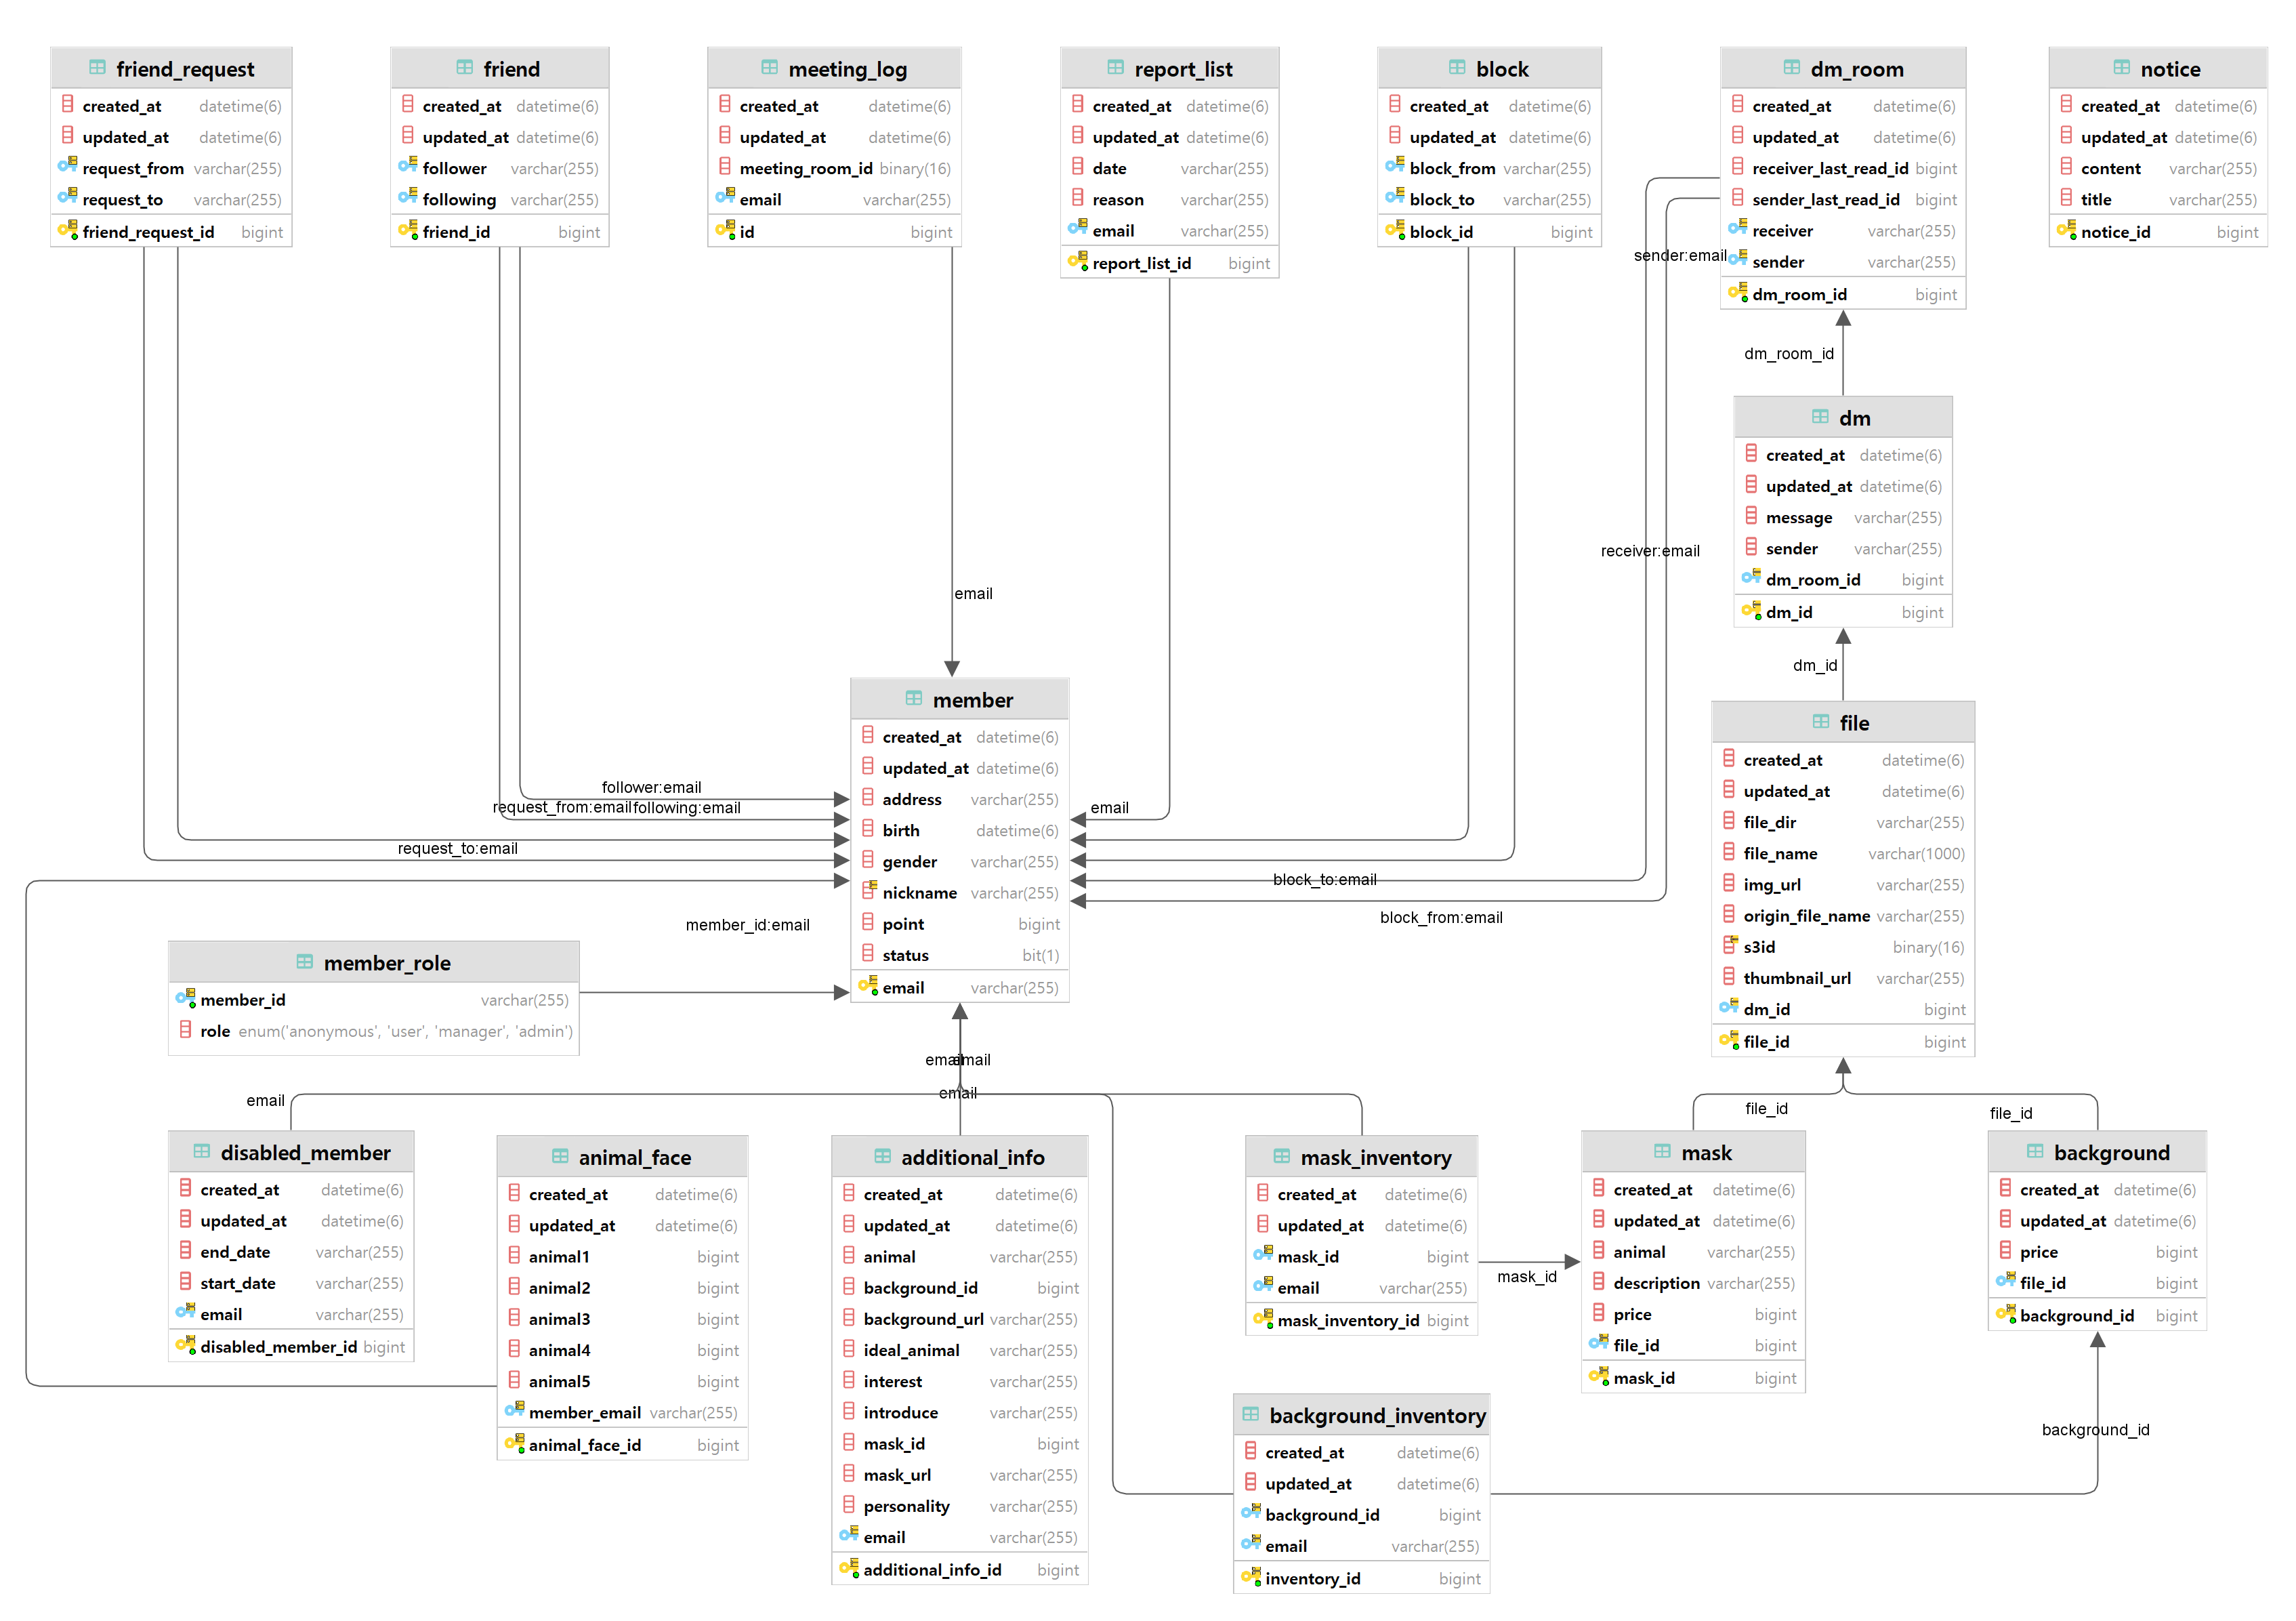 friend_request
created_at datetime(6)
updated_at datetime(6)
request_from varchar(255)
request_to varchar(255)
friend_request_id bigint
friend
created_at datetime(6)
updated_at datetime(6)
follower varchar(255)
following varchar(255)
friend_id bigint
meeting_log
created_at datetime(6)
updated_at datetime(6)
meeting_room_id binary(16)
email varchar(255)
id bigint
report_list
created_at datetime(6)
updated_at datetime(6)
date varchar(255)
reason varchar(255)
email varchar(255)
report_list_id bigint
block
created_at datetime(6)
updated_at datetime(6)
block_from varchar(255)
block_to varchar(255)
block_id bigint
dm_room
created_at datetime(6)
updated_at datetime(6)
receiver_last_read_id bigint
sender_last_read_id bigint
receiver varchar(255)
sender varchar(255)
dm_room_id bigint
notice
created_at datetime(6)
updated_at datetime(6)
content varchar(255)
title varchar(255)
notice_id bigint
sender:email
dm_room_id
dm
created_at datetime(6)
updated_at datetime(6)
message varchar(255)
sender varchar(255)
dm_room_id bigint
dm_id bigint
receiver:email
email
dm_id
member
created_at datetime(6)
updated_at datetime(6)
address varchar(255)
birth datetime(6)
gender varchar(255)
nickname varchar(255)
point bigint
status bit(1)
email varchar(255)
file
created_at datetime(6)
updated_at datetime(6)
file_dir varchar(255)
file_name varchar(1000)
img_url varchar(255)
origin_file_name varchar(255)
s3id binary(16)
thumbnail_url varchar(255)
dm_id bigint
file_id bigint
follower:email
request_from:email
following:email
email
request_to:email
block_to:email
block_from:email
member_id:email
member_role
member_id varchar(255)
role enum('anonymous', 'user', 'manager', 'admin')
email
email
email
email
file_id
file_id
disabled_member
created_at datetime(6)
updated_at datetime(6)
end_date varchar(255)
start_date varchar(255)
email varchar(255)
disabled_member_id bigint
animal_face
created_at datetime(6)
updated_at datetime(6)
animal1 bigint
animal2 bigint
animal3 bigint
animal4 bigint
animal5 bigint
member_email varchar(255)
animal_face_id bigint
additional_info
created_at datetime(6)
updated_at datetime(6)
animal varchar(255)
background_id bigint
background_url varchar(255)
ideal_animal varchar(255)
interest varchar(255)
introduce varchar(255)
mask_id bigint
mask_url varchar(255)
personality varchar(255)
email varchar(255)
additional_info_id bigint
mask_inventory
created_at datetime(6)
updated_at datetime(6)
mask_id bigint
email varchar(255)
mask_inventory_id bigint
mask_id
mask
created_at datetime(6)
updated_at datetime(6)
animal varchar(255)
description varchar(255)
price bigint
file_id bigint
mask_id bigint
background
created_at datetime(6)
updated_at datetime(6)
price bigint
file_id bigint
background_id bigint
background_inventory
created_at datetime(6)
updated_at datetime(6)
background_id bigint
email varchar(255)
inventory_id bigint
background_id